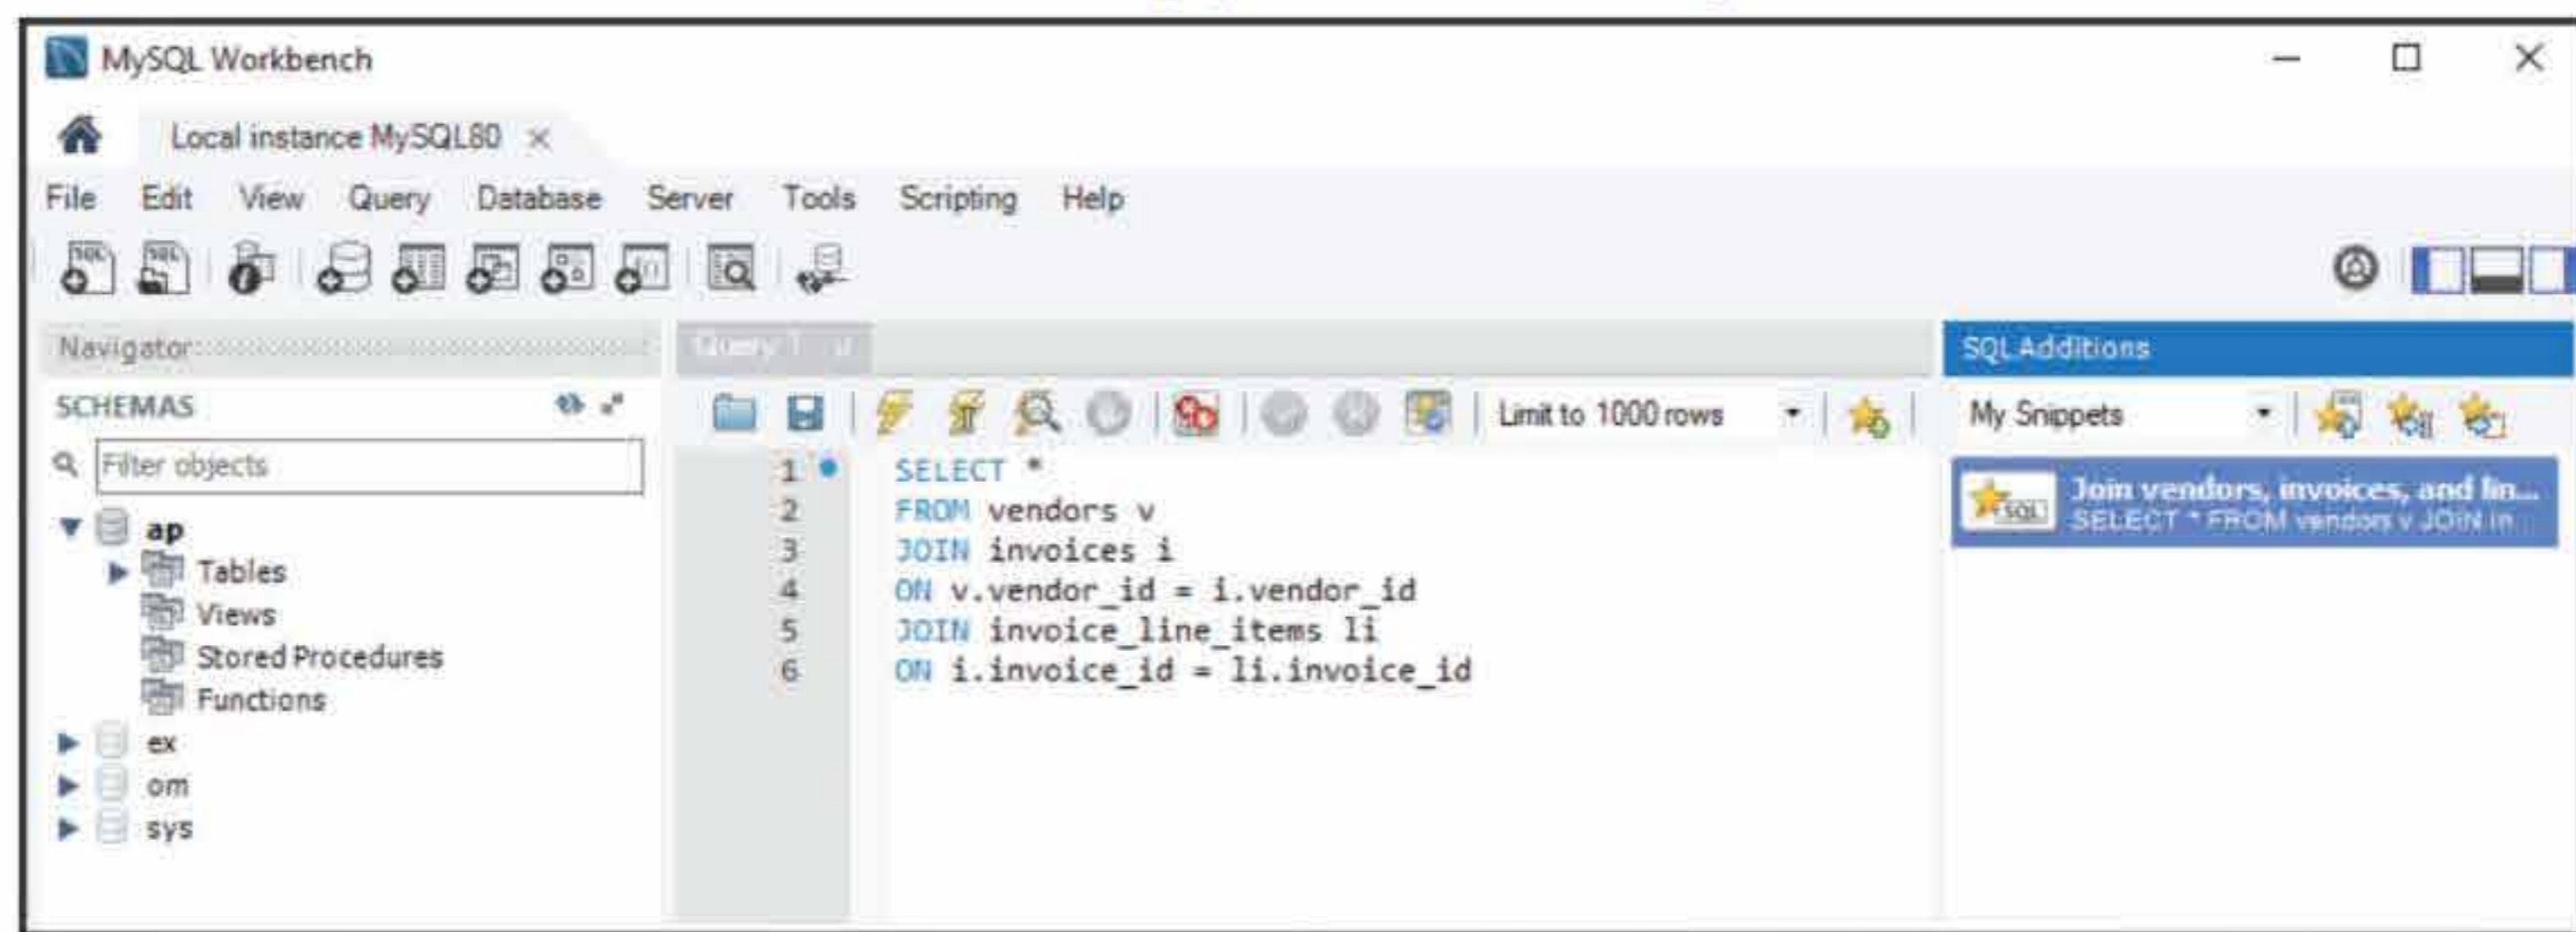 MySQL Workbench
Local instance MySQL80
File Edit View Query Database Server Tools Scripting Help
Navigator
SCHEMAS
Filter objects
ap
Tables
Views
Stored Procedures
Functions
ex
om
sys
Query 1
Limit to 1000 rows
1 SELECT *
2 FROM vendors v
3 JOIN invoices i
4 ON v.vendor_id = i.vendor_id
5 JOIN invoice_line_items li
6 ON i.invoice_id = li.invoice_id
SQL Additions
My Snippets
SQL
Join vendors, invoices, and lin...
SELECT * FROM vendors v JOIN in...